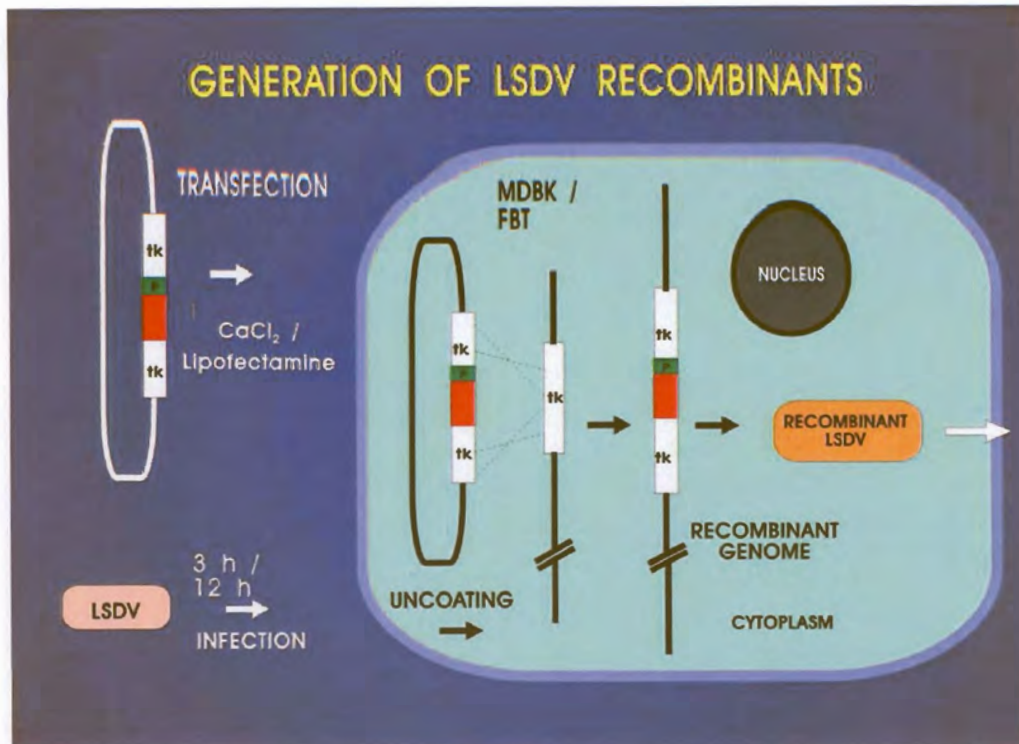 GENERATION OF LSDV RECOMBINANTS
TRANSFECTION
tk
P
tk
CaCl₂ /
Lipofectamine
LSDV
3 h /
12 h
INFECTION
MDBK /
FBT
tk
P
tk
tk
tk
P
tk
NUCLEUS
RECOMBINANT
LSDV
RECOMBINANT
GENOME
UNCOATING
CYTOPLASM